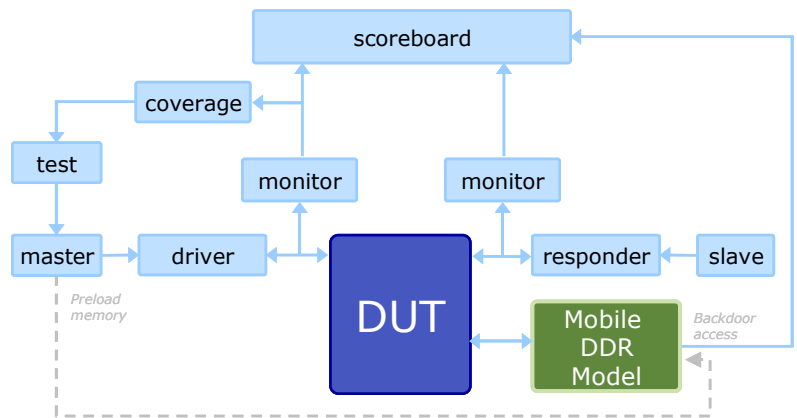 scoreboard
coverage
test
monitor
monitor
master
driver
DUT
responder
slave
Preload
memory
Mobile
DDR
Model
Backdoor
access